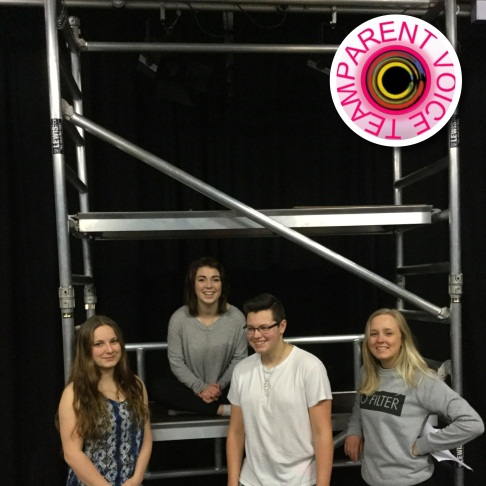 PARENT VOICE TEAM
LEWIS
LEWIS
O FILTER